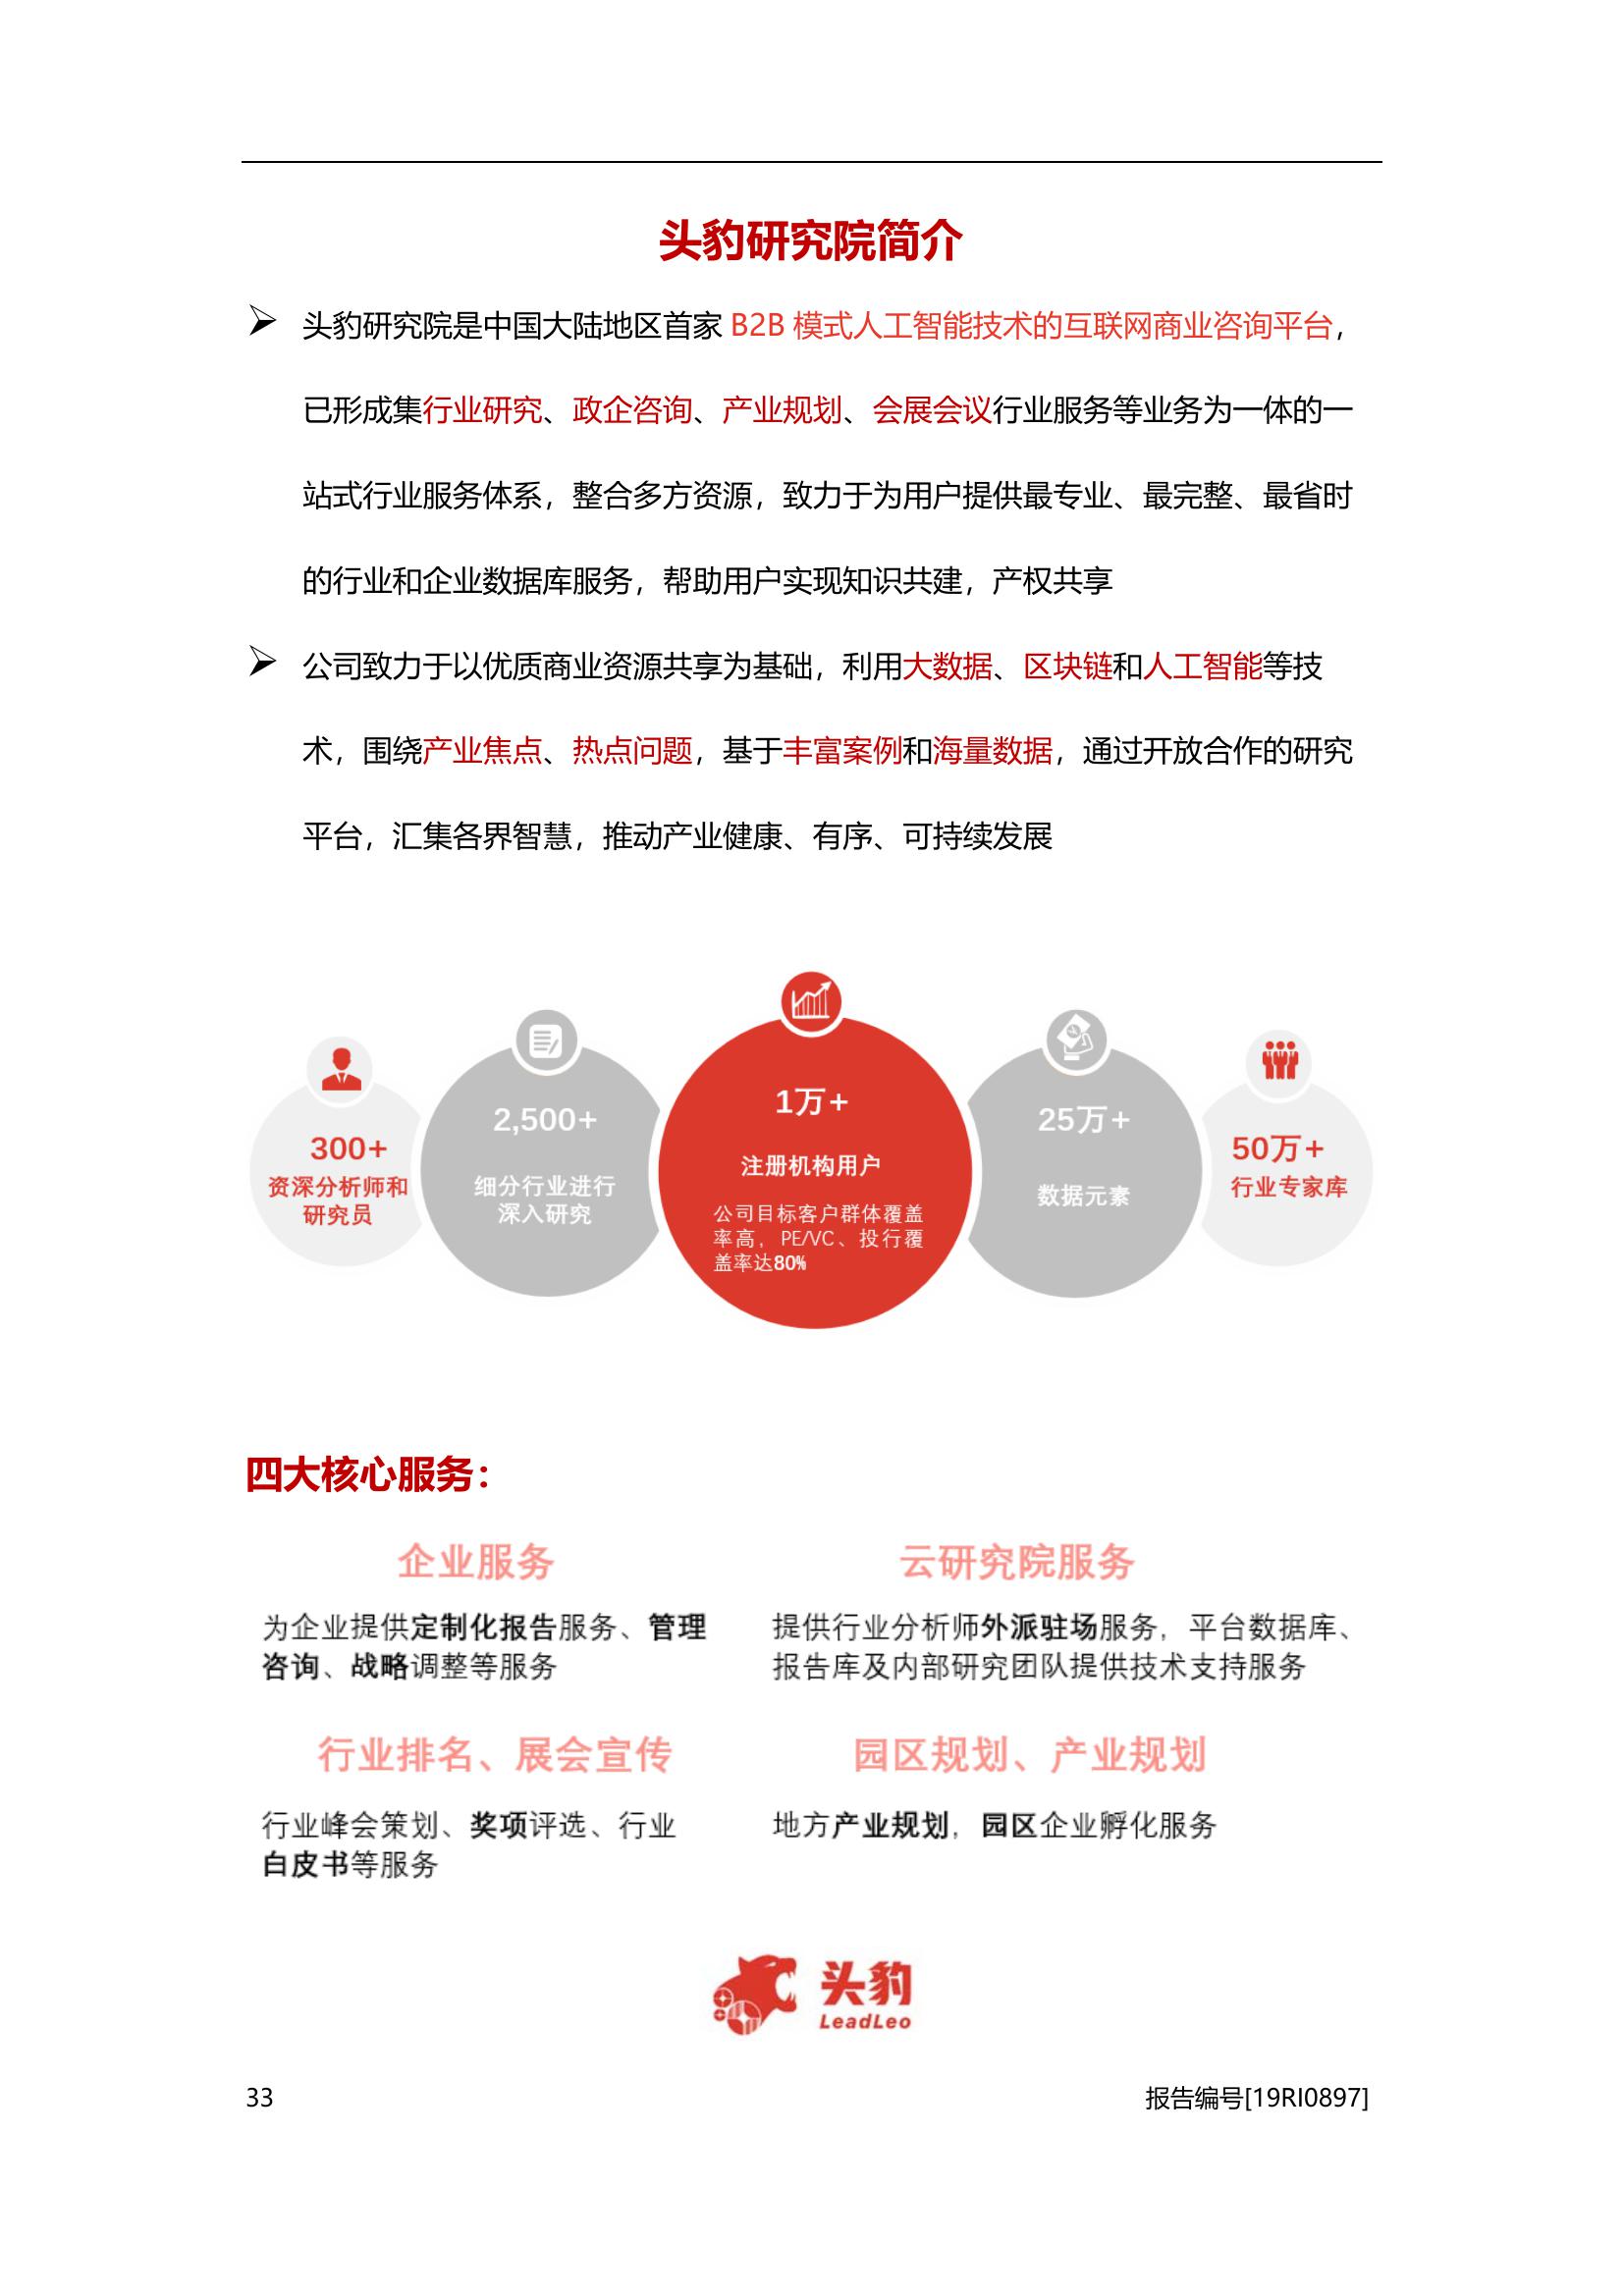 头豹研究院简介
➢ 头豹研究院是中国大陆地区首家 B2B 模式人工智能技术的互联网商业咨询平台，
已形成集行业研究、政企咨询、产业规划、会展会议行业服务等业务为一体的一
站式行业服务体系，整合多方资源，致力于为用户提供最专业、最完整、最省时
的行业和企业数据库服务，帮助用户实现知识共建，产权共享
➢ 公司致力于以优质商业资源共享为基础，利用大数据、区块链和人工智能等技
术，围绕产业焦点、热点问题，基于丰富案例和海量数据，通过开放合作的研究
平台，汇集各界智慧，推动产业健康、有序、可持续发展
300+
资深分析师和
研究员
2,500+
细分行业进行
深入研究
1万+
注册机构用户
公司目标客户群体覆盖
率高，PE/VC、投行覆
盖率达80%
25万+
数据元素
50万+
行业专家库
四大核心服务：
企业服务
为企业提供定制化报告服务、管理
咨询、战略调整等服务
云研究院服务
提供行业分析师外派驻场服务，平台数据库、
报告库及内部研究团队提供技术支持服务
行业排名、展会宣传
行业峰会策划、奖项评选、行业
白皮书等服务
园区规划、产业规划
地方产业规划，园区企业孵化服务
头豹
LeadLeo
33
报告编号[19RI0897]